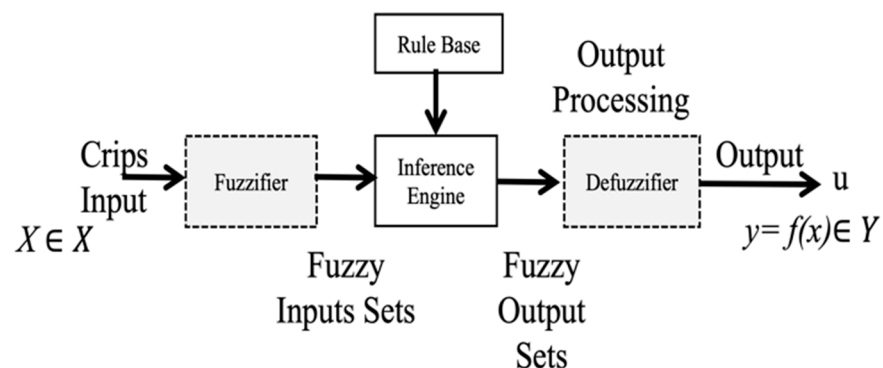 Rule Base
Output
Processing
Crips
Input
X ∈ X
Fuzzifier
Inference
Engine
Defuzzifier
Output
u
y= f(x)∈ Y
Fuzzy
Inputs Sets
Fuzzy
Output
Sets